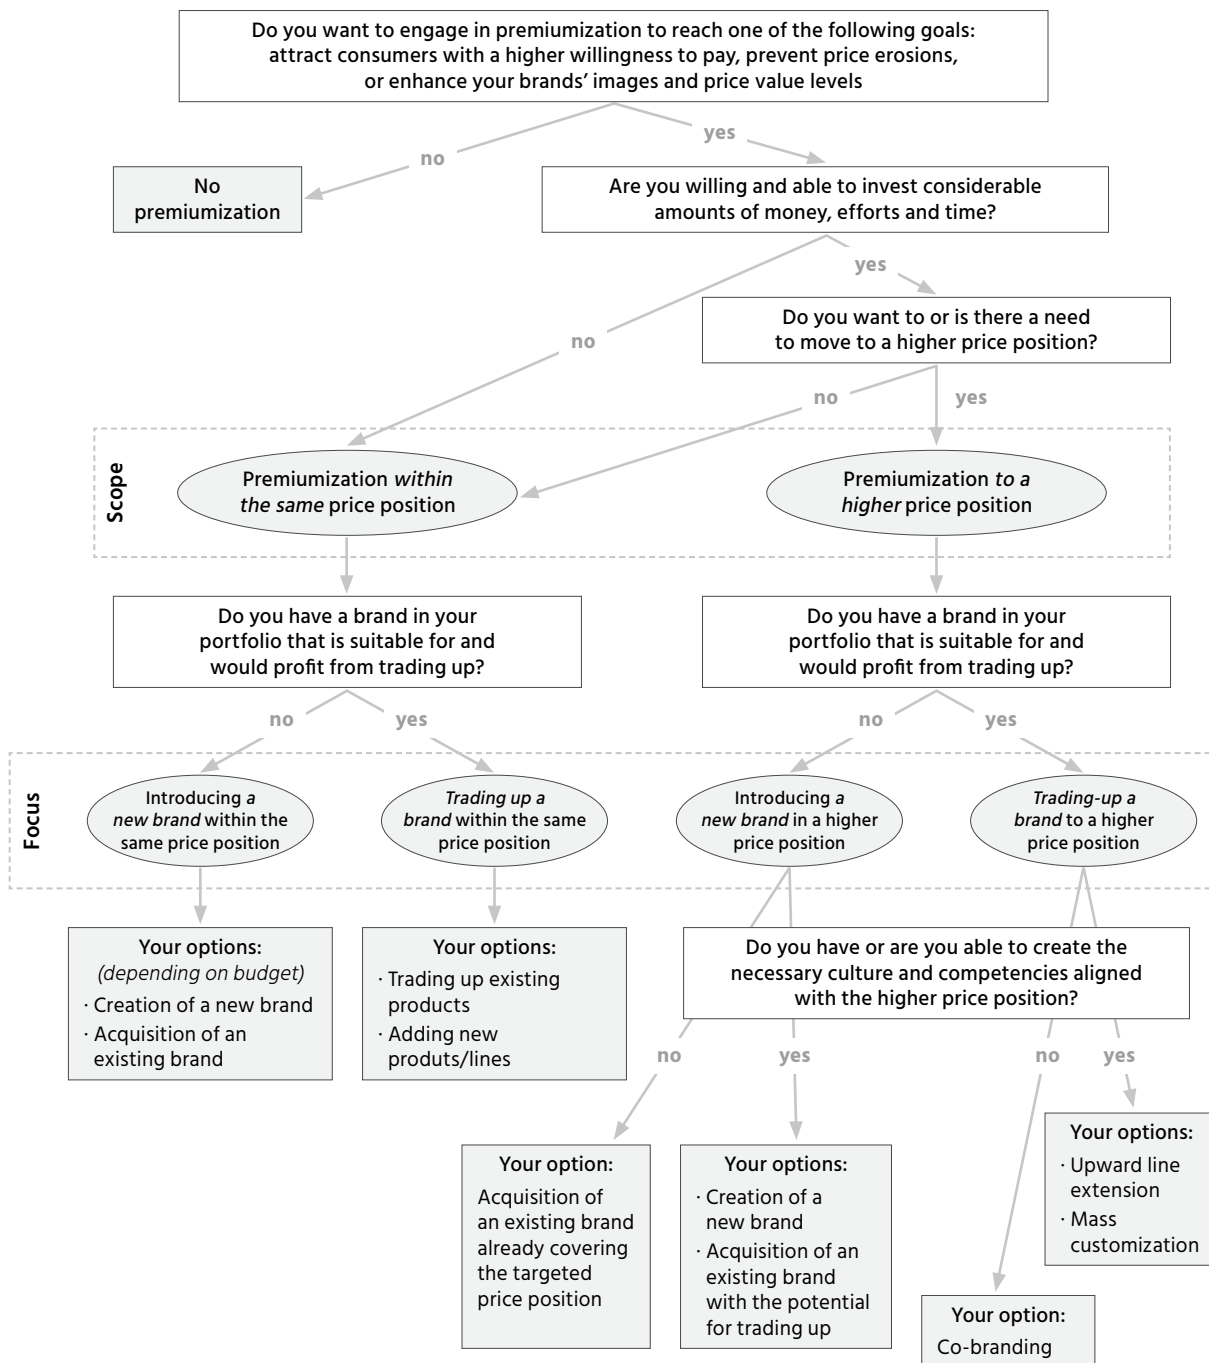 Do you want to engage in premiumization to reach one of the following goals:
attract consumers with a higher willingness to pay, prevent price erosions,
or enhance your brands’ images and price value levels
no
yes
No
premiumization
Are you willing and able to invest considerable
amounts of money, efforts and time?
yes
no
Do you want to or is there a need
to move to a higher price position?
no
yes
Scope
Premiumization within
the same price position
Premiumization to a
higher price position
Do you have a brand in your
portfolio that is suitable for and
would profit from trading up?
Do you have a brand in your
portfolio that is suitable for and
would profit from trading up?
no
yes
no
yes
Focus
Introducing a
new brand within the
same price position
Trading up a
brand within the same
price position
Introducing a
new brand in a higher
price position
Trading-up a
brand to a higher
price position
Your options:
(depending on budget)
· Creation of a new brand
· Acquisition of an
existing brand
Your options:
· Trading up existing
products
· Adding new
produts/lines
Do you have or are you able to create the
necessary culture and competencies aligned
with the higher price position?
no
yes
no
yes
Your option:
Acquisition of
an existing brand
already covering
the targeted
price position
Your options:
· Creation of a
new brand
· Acquisition of an
existing brand
with the potential
for trading up
Your options:
· Upward line
extension
· Mass
customization
Your option:
Co-branding